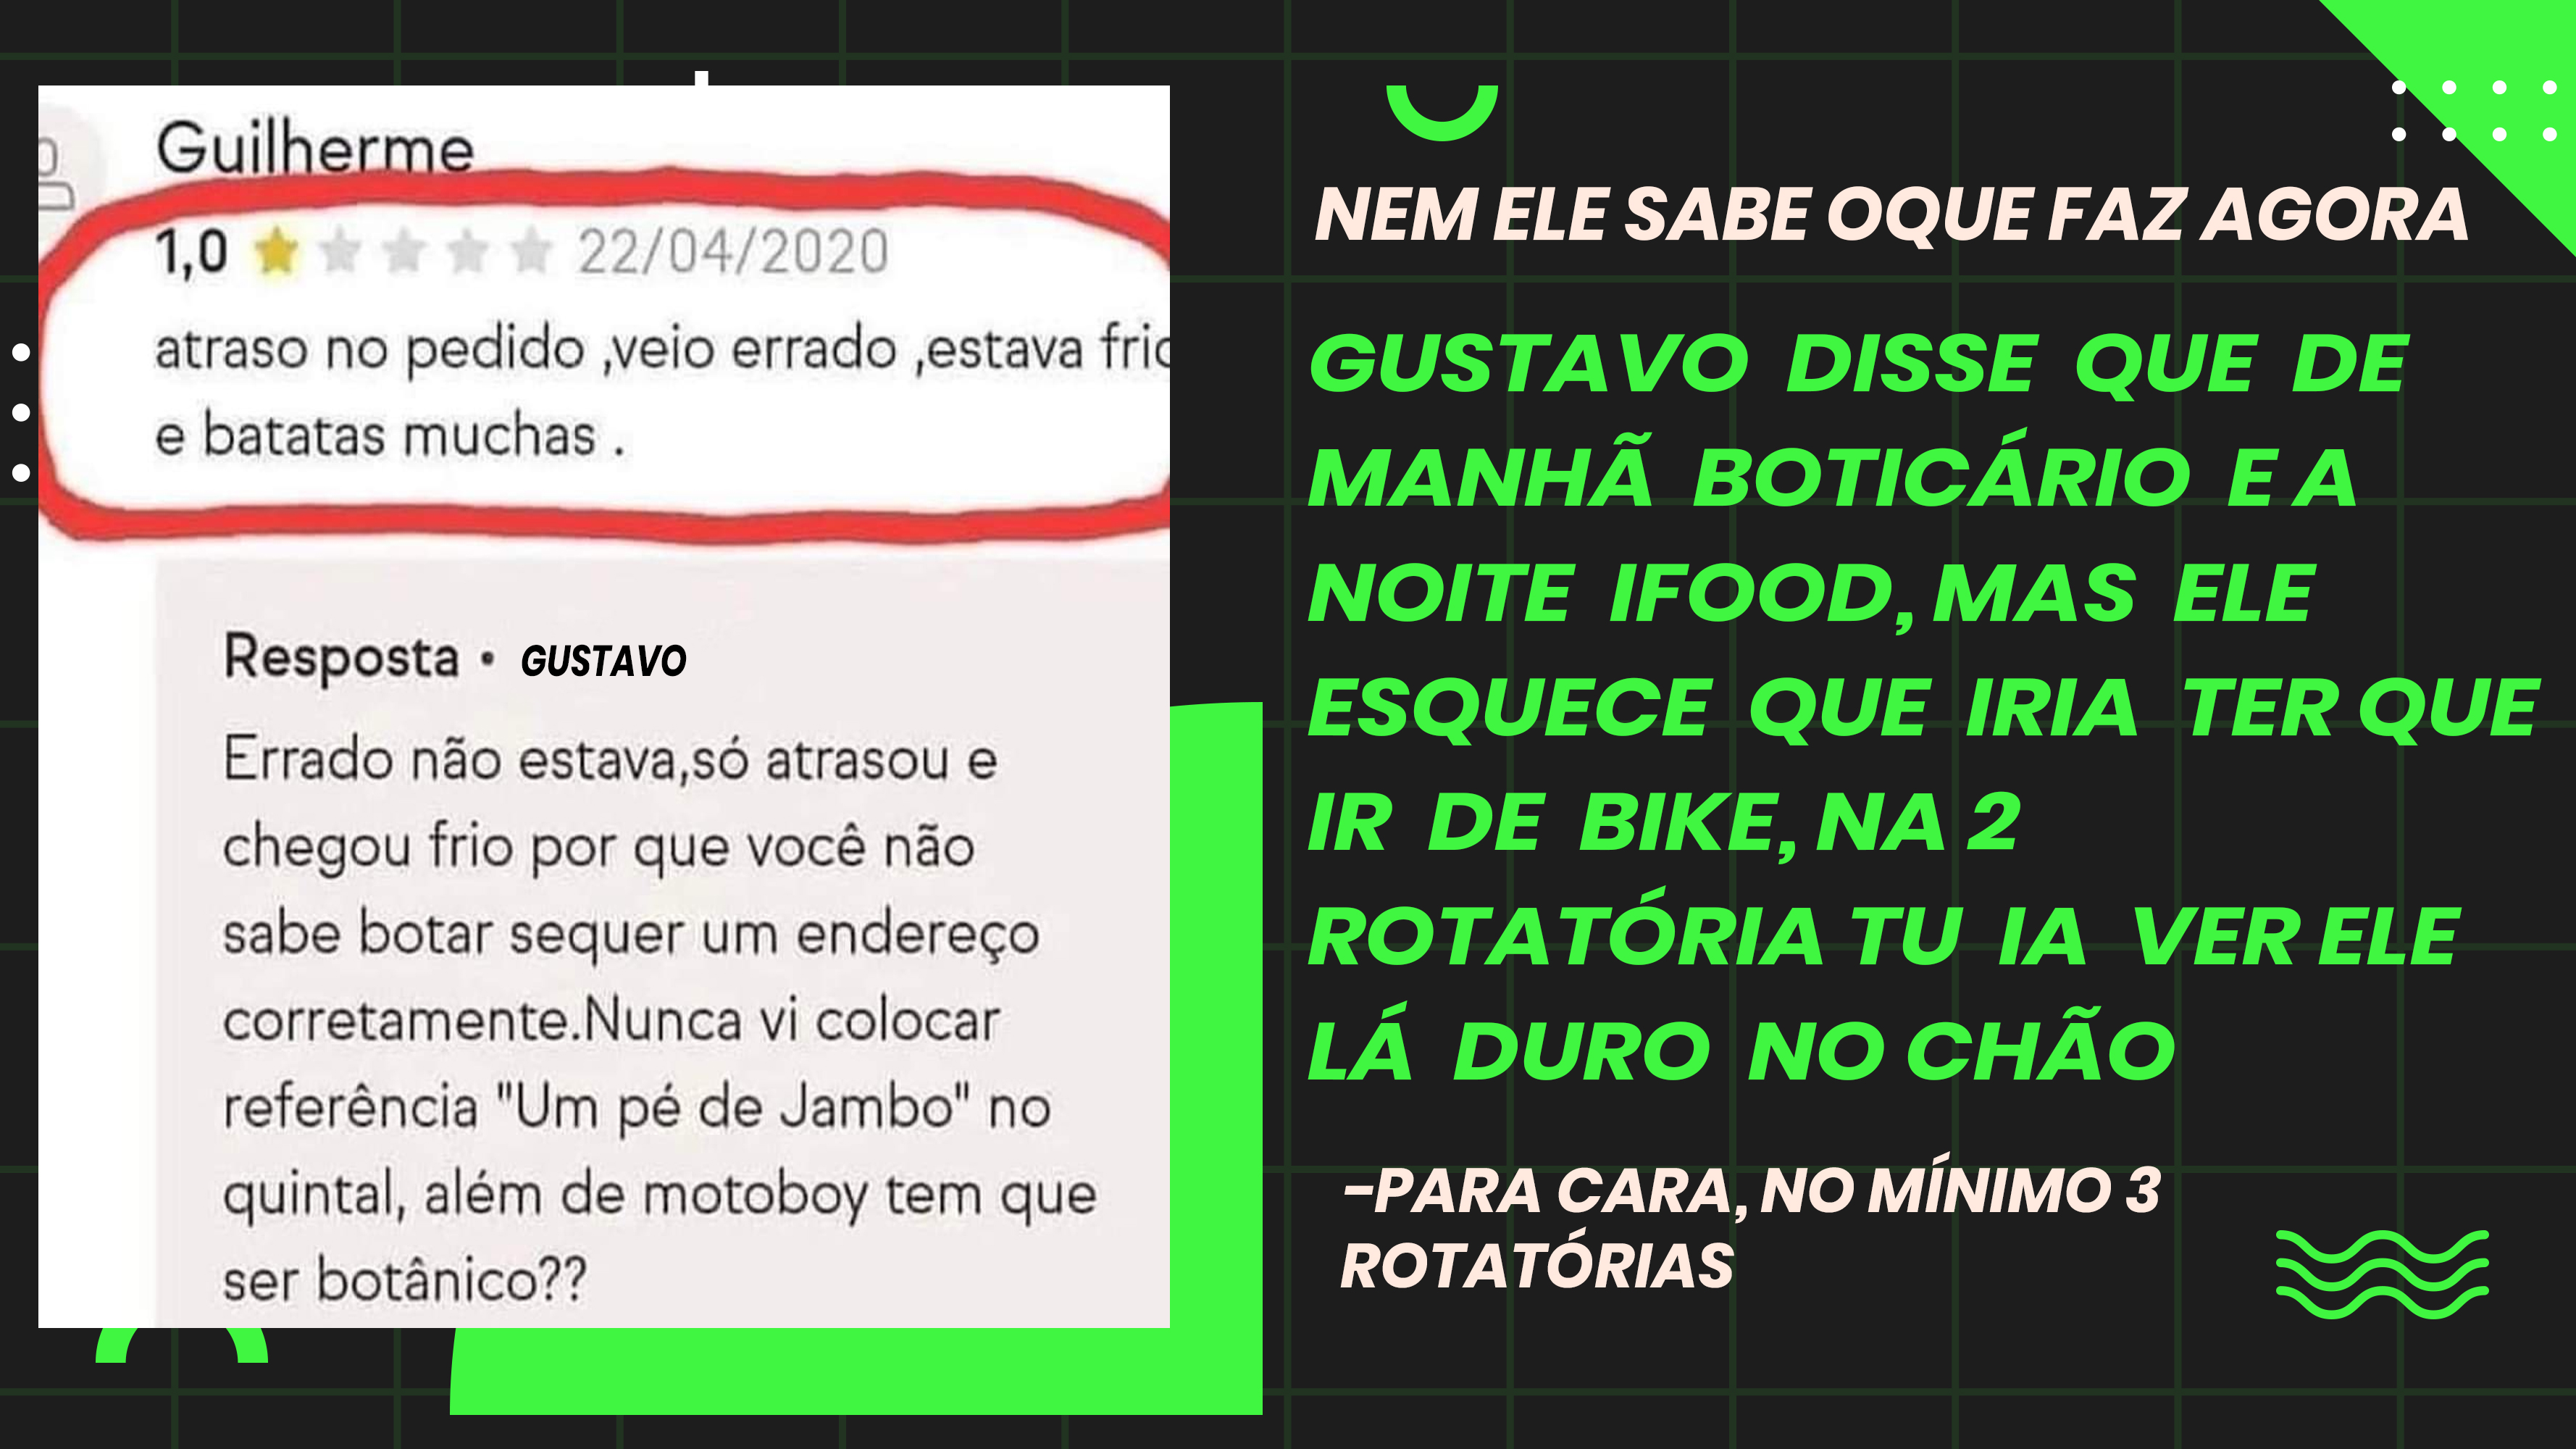 Guilherme
1,0 22/04/2020
atraso no pedido ,veio errado ,estava fric
e batatas muchas .
Resposta • GUSTAVO
Errado não estava,só atrasou e
chegou frio por que você não
sabe botar sequer um endereço
corretamente.Nunca vi colocar
referência "Um pé de Jambo" no
quintal, além de motoboy tem que
ser botânico??
NEM ELE SABE OQUE FAZ AGORA
GUSTAVO DISSE QUE DE
MANHÃ BOTICÁRIO E A
NOITE IFOOD, MAS ELE
ESQUECE QUE IRIA TER QUE
IR DE BIKE, NA 2
ROTATÓRIA TU IA VER ELE
LÁ DURO NO CHÃO
-PARA CARA, NO MÍNIMO 3
ROTATÓRIAS